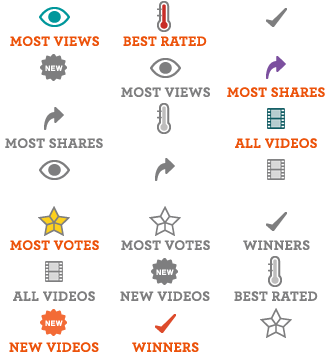 MOST VIEWS BEST RATED
NEW
MOST VIEWS MOST SHARES
MOST SHARES ALL VIDEOS
MOST VOTES MOST VOTES WINNERS
NEW
ALL VIDEOS NEW VIDEOS BEST RATED
NEW
NEW VIDEOS WINNERS